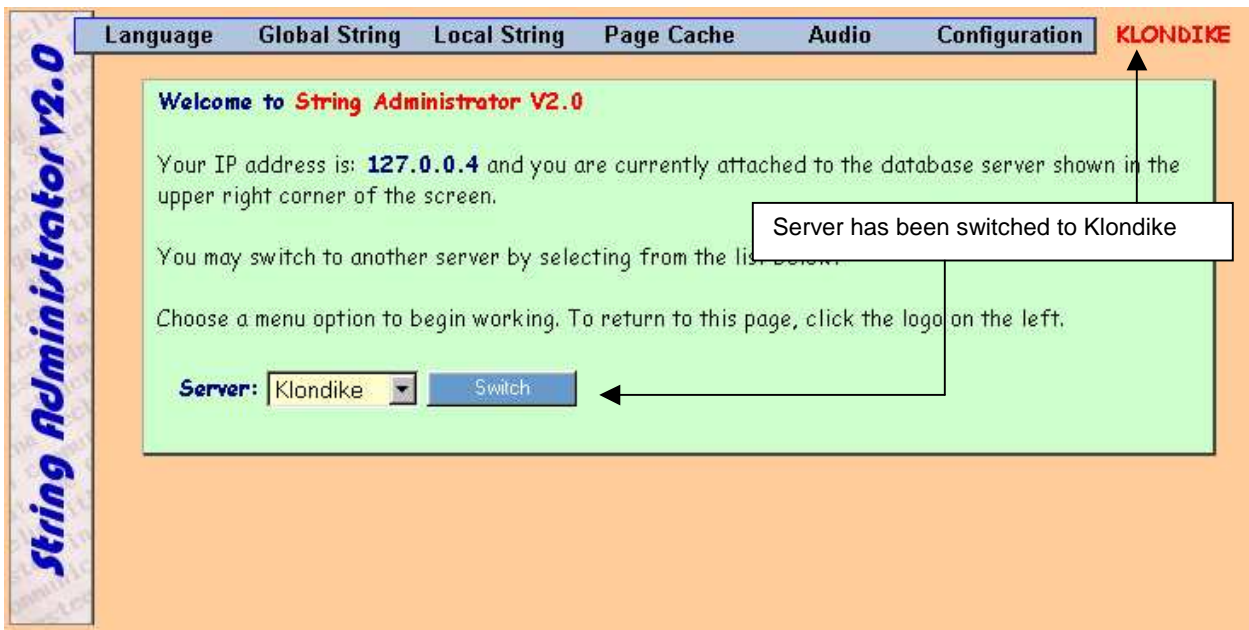 String Administrator v2.0
Language Global String Local String Page Cache Audio Configuration KLONDIKE
Welcome to String Administrator V2.0
Your IP address is: 127.0.0.4 and you are currently attached to the database server shown in the
upper right corner of the screen.
Server has been switched to Klondike
You may switch to another server by selecting from the list
Choose a menu option to begin working. To return to this page, click the logo on the left.
Server: Klondike Switch